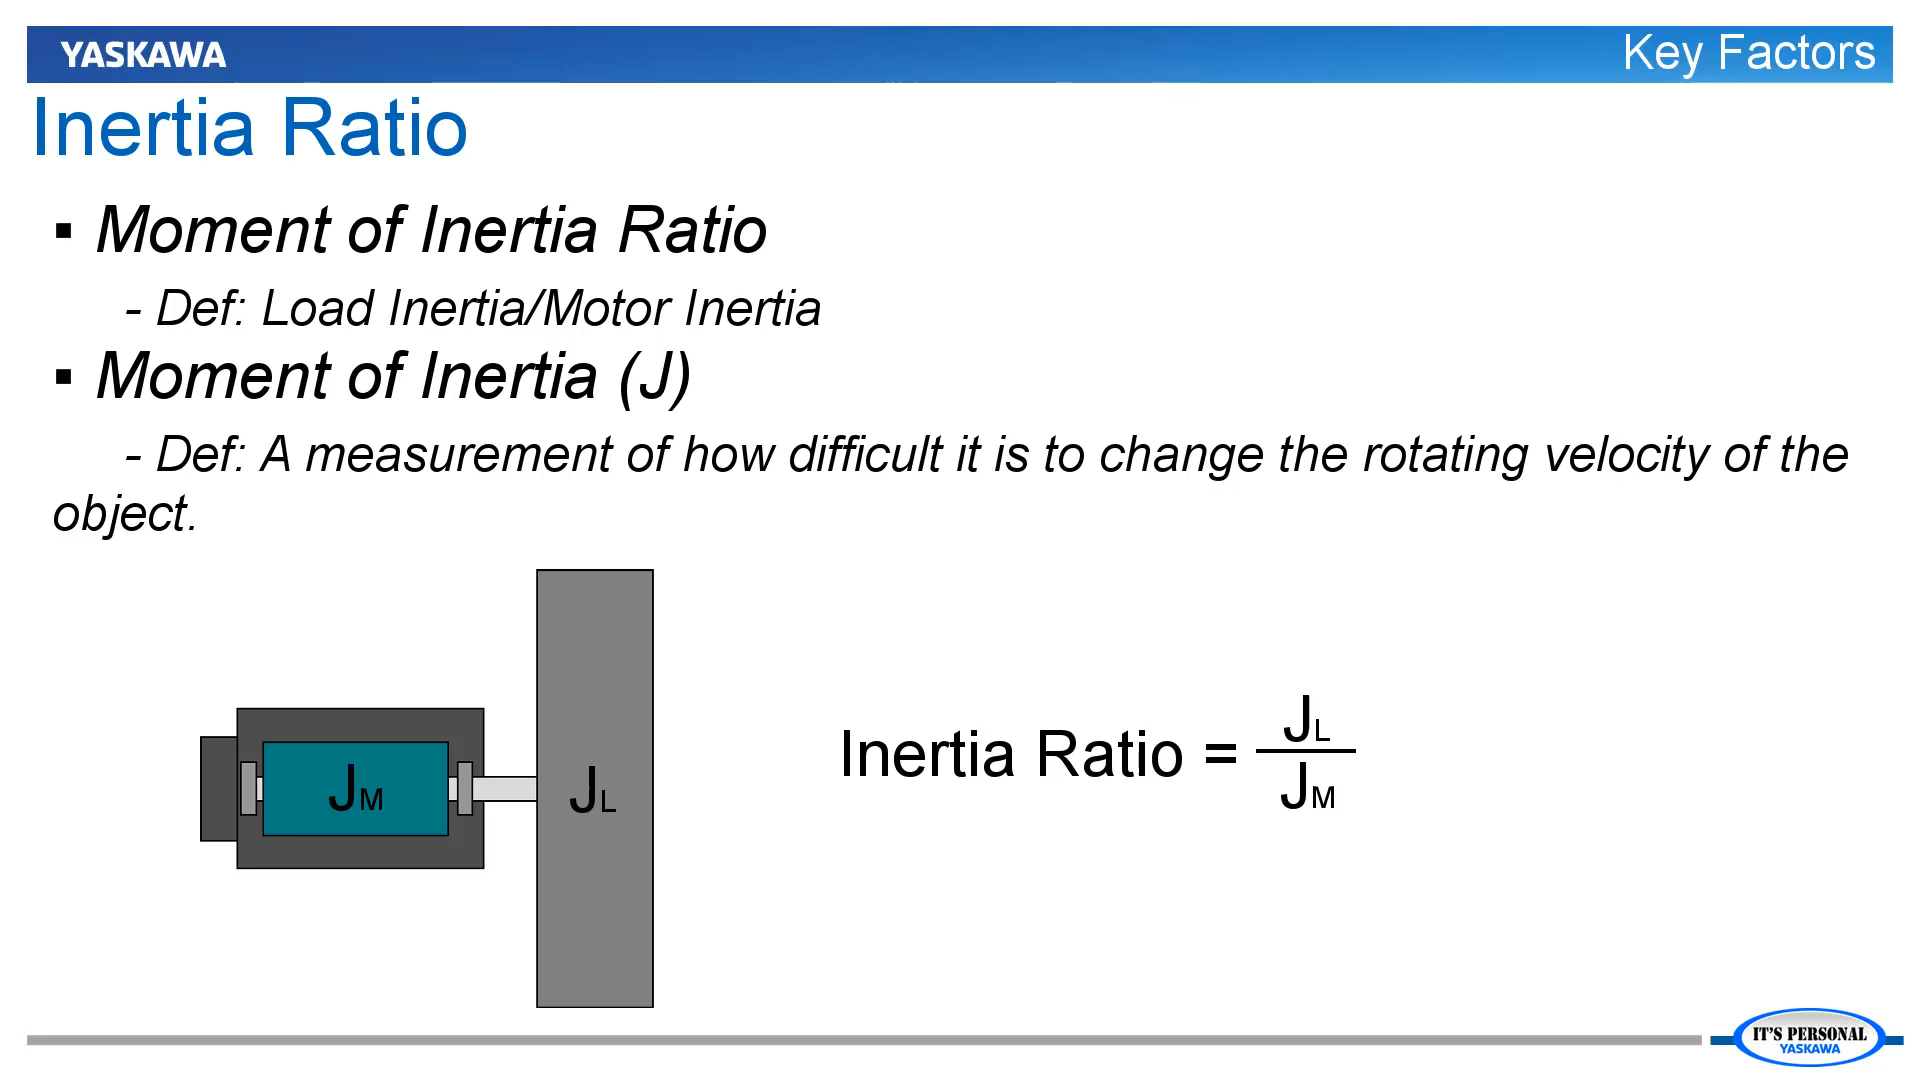 YASKAWA
Key Factors
Inertia Ratio
▪ Moment of Inertia Ratio
- Def: Load Inertia/Motor Inertia
▪ Moment of Inertia (J)
- Def: A measurement of how difficult it is to change the rotating velocity of the
object.
JM
JL
Inertia Ratio = JL
JM
IT'S PERSONAL
YASKAWA